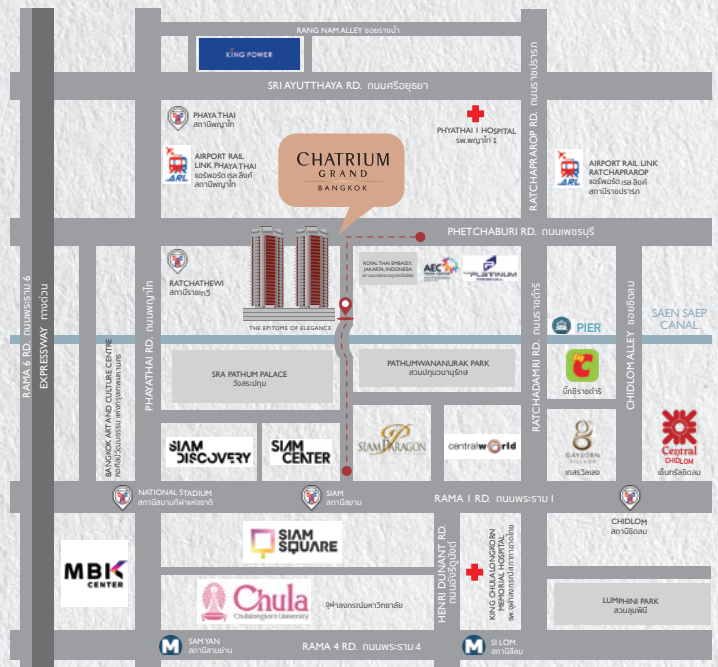 RANG NAM ALLEY ซอยรางน้ำ
KING POWER
SRI AYUTTHAYA RD. ถนนศรีอยุธยา
PHAYA THAI
สถานีพญาไท
PHYATHAI 1 HOSPITAL
รพ.พญาไท 1
AIRPORT RAIL
LINK PHAYA THAI
แอร์พอร์ต เรล ลิงค์
สถานีพญาไท
ARL
CHATRIUM
GRAND
BANGKOK
RATCHAPRAROP RD. ถนนราชปรารภ
AIRPORT RAIL LINK
RATCHAPRAROP
แอร์พอร์ต เรล ลิงค์
สถานีราชปรารภ
ARL
PHETCHABURI RD. ถนนเพชรบุรี
RATCHATHEWI
สถานีราชเทวี
THE EPITOME OF ELEGANCE
ROYAL THAI EMBASSY,
JAKARTA, INDONESIA
AEC
THE PLATINUM
RAMA 6 RD. ถนนพระราม 6
EXPRESSWAY ทางด่วน
BANGKOK ART AND CULTURE CENTRE
หอศิลปวัฒนธรรม แห่งกรุงเทพมหานคร
PHAYATHAI RD. ถนนพญาไท
RATCHADAMRI RD. ถนนราชดำริ
CHIDLOM ALLEY ซอยชิดลม
PIER
SAEN SAEP
CANAL
SRA PATHUM PALACE
วังสระปทุม
PATHUMWANANURAK PARK
สวนปทุมวนานุรักษ์
บิ๊กซีราชดำริ
SIAM
DISCOVERY
SIAM
CENTER
SIAM PARAGON
centralwOrld
GAYSORN
VILLAGE
เกสรวิลเลจ
Central
CHIDLOM
เซ็นทรัลชิดลม
NATIONAL STADIUM
สถานีสนามกีฬาแห่งชาติ
SIAM
สถานีสยาม
RAMA 1 RD. ถนนพระราม 1
CHIDLOM
สถานีชิดลม
MBK
CENTER
SIAM
SQUARE
Chula
Chulalongkorn University
จุฬาลงกรณ์มหาวิทยาลัย
HENRI DUNANT RD.
ถนนอังรีดูนังต์
KING CHULALONGKORN
MEMORIAL HOSPITAL
รพ.จุฬาลงกรณ์สภากาชาดไทย
LUMPHINI PARK
สวนลุมพินี
SAM YAN
สถานีสามย่าน
RAMA 4 RD. ถนนพระราม 4
SI LOM
สถานีสีลม